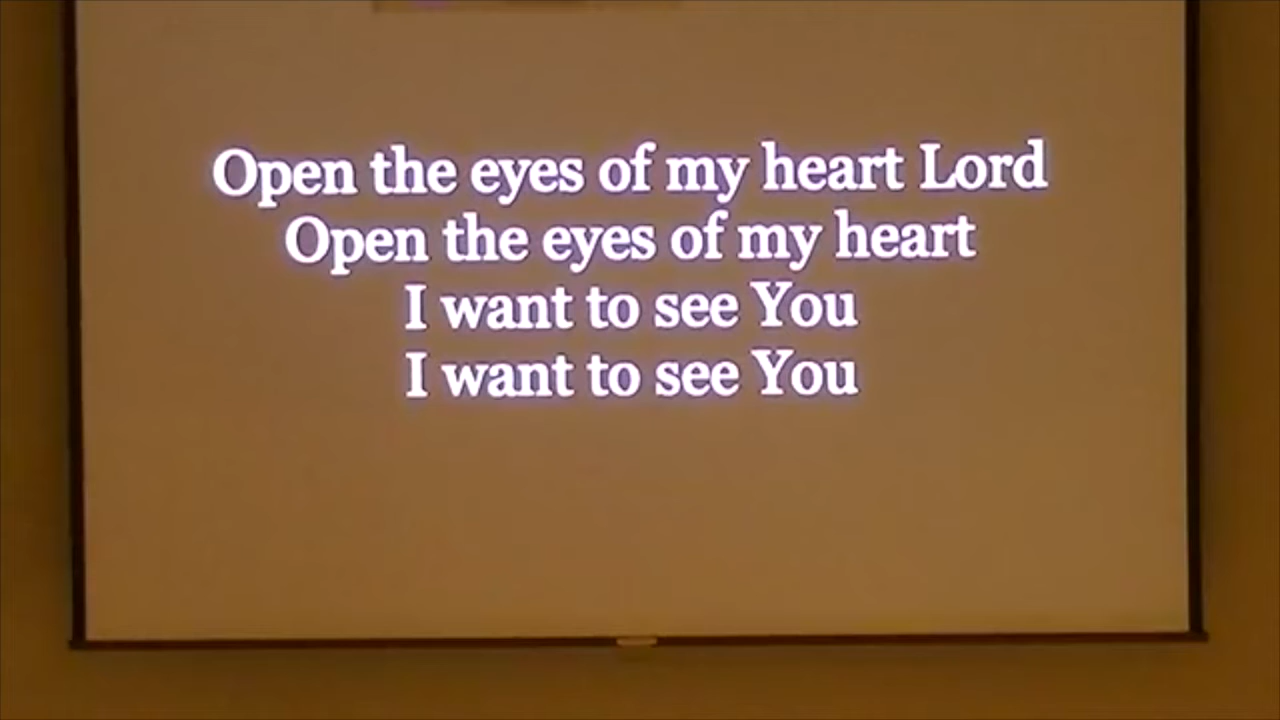 Open the eyes of my heart Lord
Open the eyes of my heart
I want to see You
I want to see You